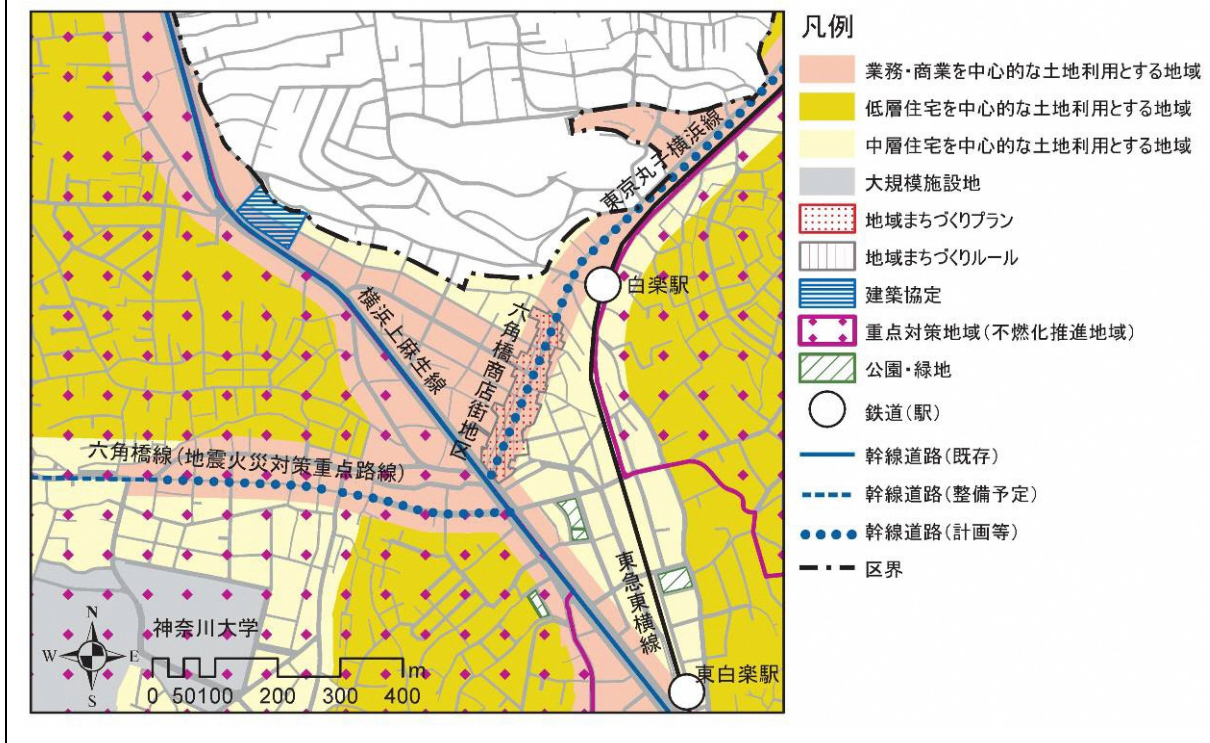 東京丸子横浜線
白楽駅
横浜上麻生線
六角橋商店街地区
六角橋線(地震火災対策重点路線)
東急東横線
神奈川大学
東白楽駅
N
W E
S
m
0 50100 200 300 400
凡例
業務・商業を中心的な土地利用とする地域
低層住宅を中心的な土地利用とする地域
中層住宅を中心的な土地利用とする地域
大規模施設地
地域まちづくりプラン
地域まちづくりルール
建築協定
重点対策地域(不燃化推進地域)
公園・緑地
鉄道(駅)
幹線道路(既存)
幹線道路(整備予定)
幹線道路(計画等)
区界